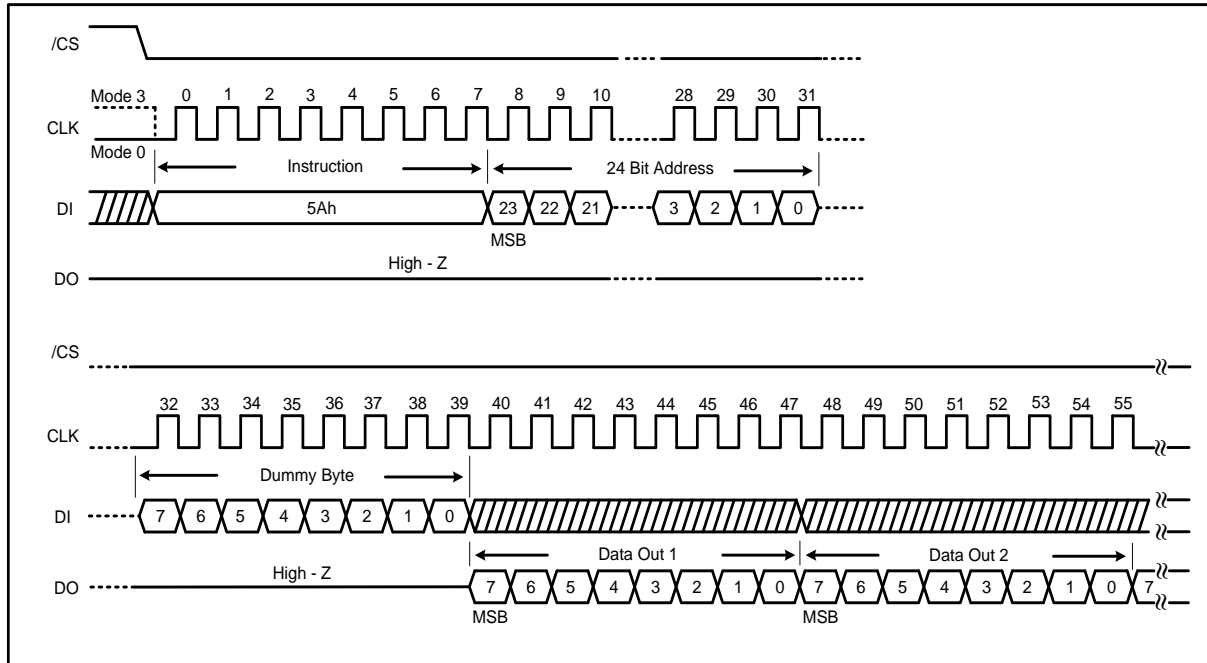 /CS
Mode 3 0 1 2 3 4 5 6 7 8 9 10 28 29 30 31
CLK
Mode 0
Instruction 24 Bit Address
DI 5Ah 23 22 21 3 2 1 0
MSB
High - Z
DO
/CS
32 33 34 35 36 37 38 39 40 41 42 43 44 45 46 47 48 49 50 51 52 53 54 55
CLK
Dummy Byte
DI 7 6 5 4 3 2 1 0
Data Out 1 Data Out 2
High - Z
DO 7 6 5 4 3 2 1 0 7 6 5 4 3 2 1 0 7
MSB MSB